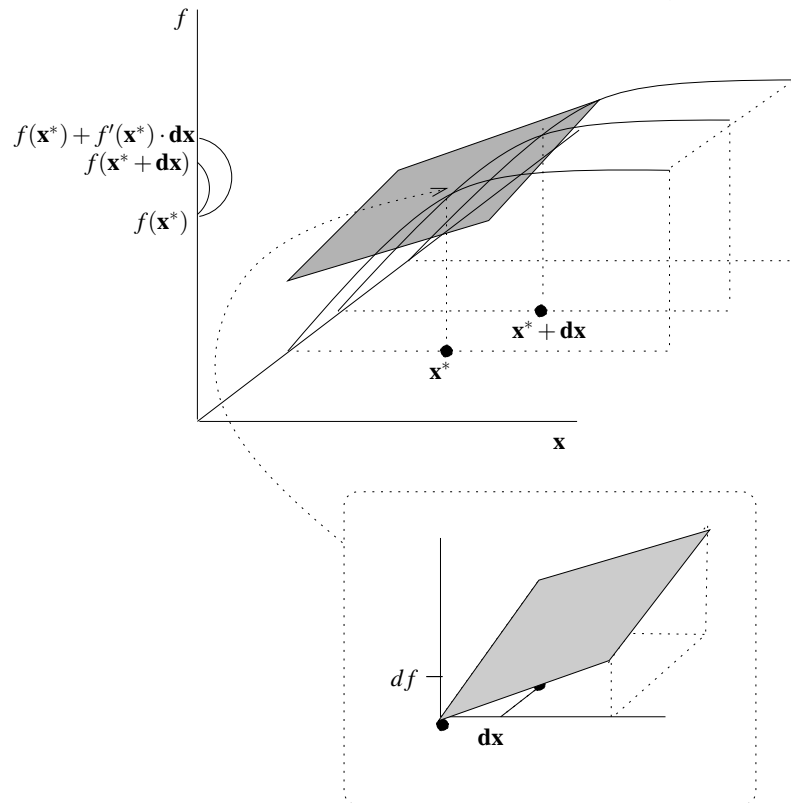 f
f(x*) + f′(x*) · dx
f(x* + dx)
f(x*)
x* + dx
x*
x
df
dx